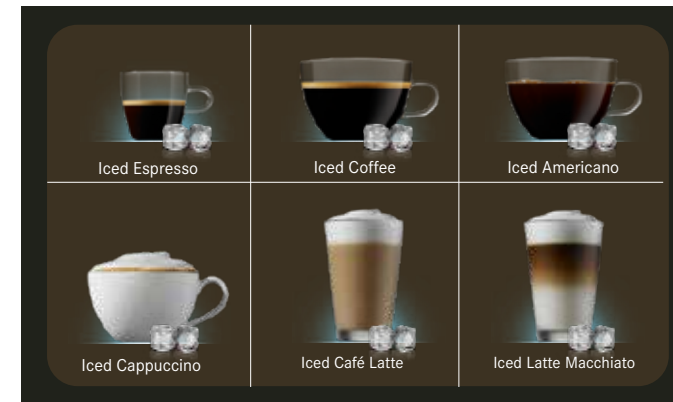 Iced Espresso
Iced Coffee
Iced Americano
Iced Cappuccino
Iced Café Latte
Iced Latte Macchiato